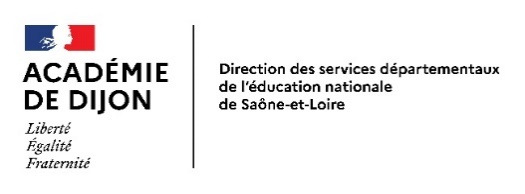 ACADÉMIE
DE DIJON
Liberté
Égalité
Fraternité
Direction des services départementaux
de l'éducation nationale
de Saône-et-Loire